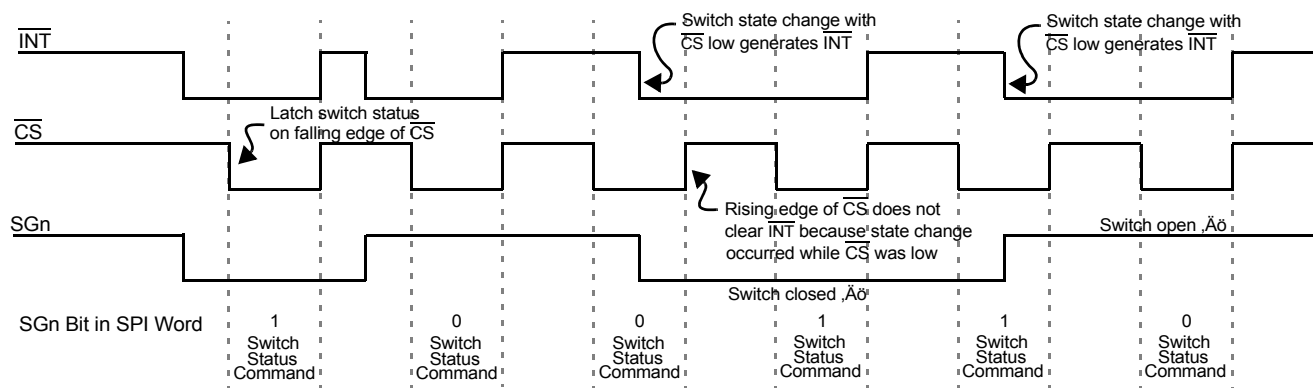 Switch state change with
CS low generates INT
Switch state change with
CS low generates INT
INT
Latch switch status
on falling edge of CS
CS
Rising edge of CS does not
clear INT because state change
occurred while CS was low
SGn
Switch open ‚Äö
Switch closed ‚Äö
SGn Bit in SPI Word
1
Switch
Status
Command
0
Switch
Status
Command
0
Switch
Status
Command
1
Switch
Status
Command
1
Switch
Status
Command
0
Switch
Status
Command